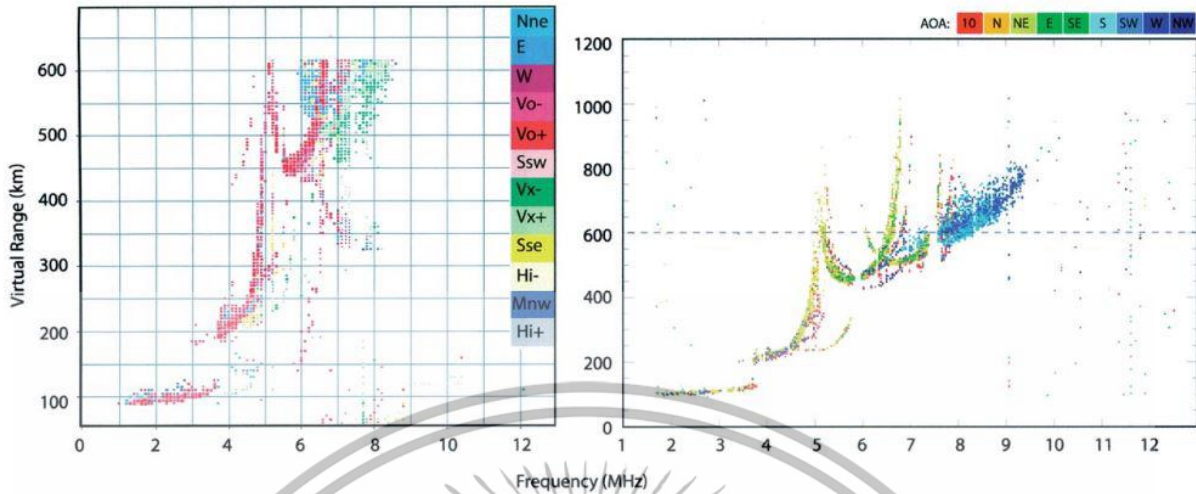 Nne
E
W
Vo-
Vo+
Ssw
Vx-
Vx+
Sse
Hi-
Mnw
Hi+
Virtual Range (km)
600
500
400
300
200
100
0 2 4 6 8 10 12
AOA: 10 N NE E SE S SW W NW
1200
1000
800
600
400
200
0
1 2 3 4 5 6 7 8 9 10 11 12
Frequency (MHz)